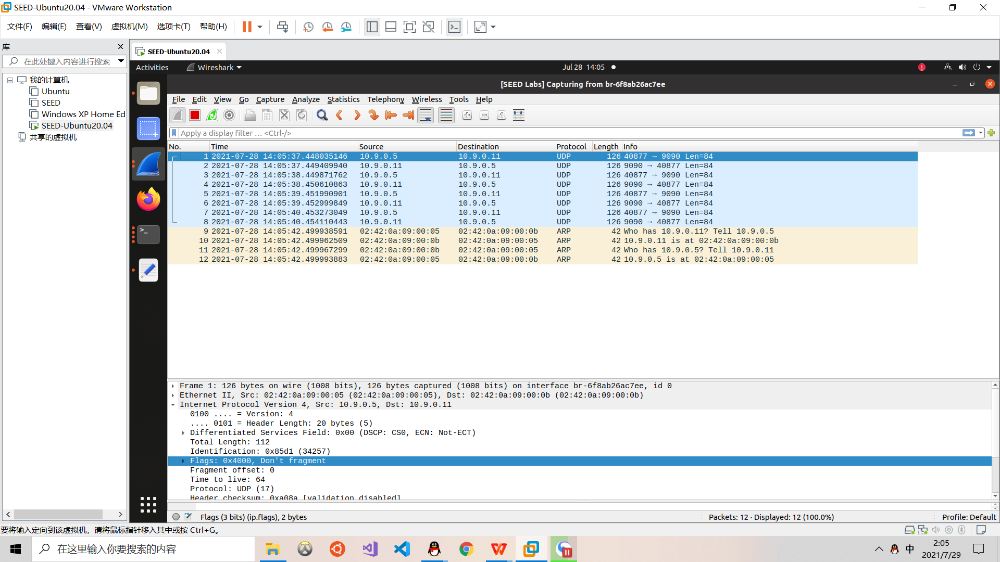 SEED-Ubuntu20.04 - VMware Workstation
文件(F) 编辑(E) 查看(V) 虚拟机(M) 选项卡(T) 帮助(H)
库
在此处键入内容进行搜索
我的计算机
Ubuntu
SEED
Windows XP Home Ed
SEED-Ubuntu20.04
共享的虚拟机
SEED-Ubuntu20.04
Activities Wireshark Jul 28 14:05
[SEED Labs] Capturing from br-6f8ab26ac7ee
File Edit View Go Capture Analyze Statistics Telephony Wireless Tools Help
Apply a display filter … <Ctrl-/>
No. Time Source Destination Protocol Length Info
1 2021-07-28 14:05:37.448035146 10.9.0.5 10.9.0.11 UDP 126 40877 → 9090 Len=84
2 2021-07-28 14:05:37.449409940 10.9.0.11 10.9.0.5 UDP 126 9090 → 40877 Len=84
3 2021-07-28 14:05:38.449871762 10.9.0.5 10.9.0.11 UDP 126 40877 → 9090 Len=84
4 2021-07-28 14:05:38.450610863 10.9.0.11 10.9.0.5 UDP 126 9090 → 40877 Len=84
5 2021-07-28 14:05:39.451990901 10.9.0.5 10.9.0.11 UDP 126 40877 → 9090 Len=84
6 2021-07-28 14:05:39.452999849 10.9.0.11 10.9.0.5 UDP 126 9090 → 40877 Len=84
7 2021-07-28 14:05:40.453273049 10.9.0.5 10.9.0.11 UDP 126 40877 → 9090 Len=84
8 2021-07-28 14:05:40.454110443 10.9.0.11 10.9.0.5 UDP 126 9090 → 40877 Len=84
9 2021-07-28 14:05:42.499938591 02:42:0a:09:00:05 02:42:0a:09:00:0b ARP 42 Who has 10.9.0.11? Tell 10.9.0.5
10 2021-07-28 14:05:42.499962509 02:42:0a:09:00:0b 02:42:0a:09:00:05 ARP 42 10.9.0.11 is at 02:42:0a:09:00:0b
11 2021-07-28 14:05:42.499967299 02:42:0a:09:00:0b 02:42:0a:09:00:05 ARP 42 Who has 10.9.0.5? Tell 10.9.0.11
12 2021-07-28 14:05:42.499993883 02:42:0a:09:00:05 02:42:0a:09:00:0b ARP 42 10.9.0.5 is at 02:42:0a:09:00:05
Frame 1: 126 bytes on wire (1008 bits), 126 bytes captured (1008 bits) on interface br-6f8ab26ac7ee, id 0
Ethernet II, Src: 02:42:0a:09:00:05 (02:42:0a:09:00:05), Dst: 02:42:0a:09:00:0b (02:42:0a:09:00:0b)
Internet Protocol Version 4, Src: 10.9.0.5, Dst: 10.9.0.11
0100 .... = Version: 4
.... 0101 = Header Length: 20 bytes (5)
Differentiated Services Field: 0x00 (DSCP: CS0, ECN: Not-ECT)
Total Length: 112
Identification: 0x85d1 (34257)
Flags: 0x4000, Don't fragment
Fragment offset: 0
Time to live: 64
Protocol: UDP (17)
Header checksum: 0xa08a [validation disabled]
Flags (3 bits) (ip.flags), 2 bytes Packets: 12 · Displayed: 12 (100.0%) Profile: Default
要将输入定向到该虚拟机，请将鼠标指针移入其中或按 Ctrl+G。
在这里输入你要搜索的内容
中
2:05
2021/7/29